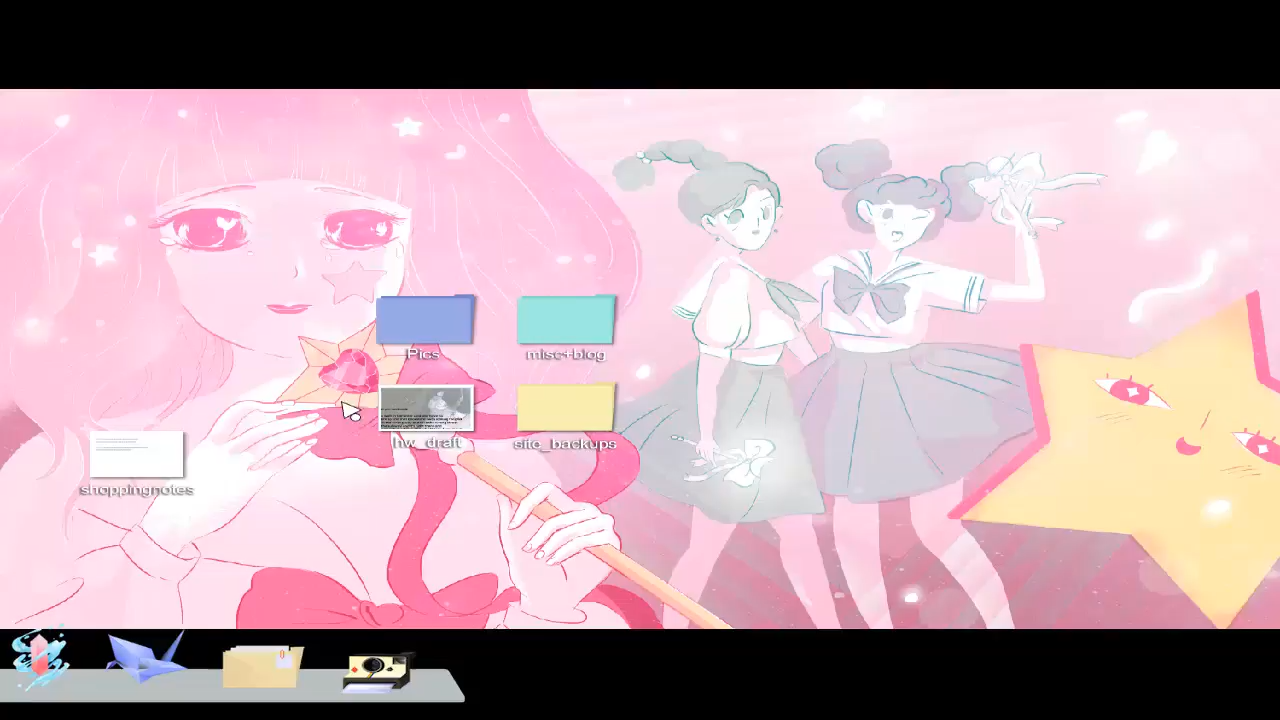 Pics
misc+blog
hw_draft
site_backups
shoppingnotes